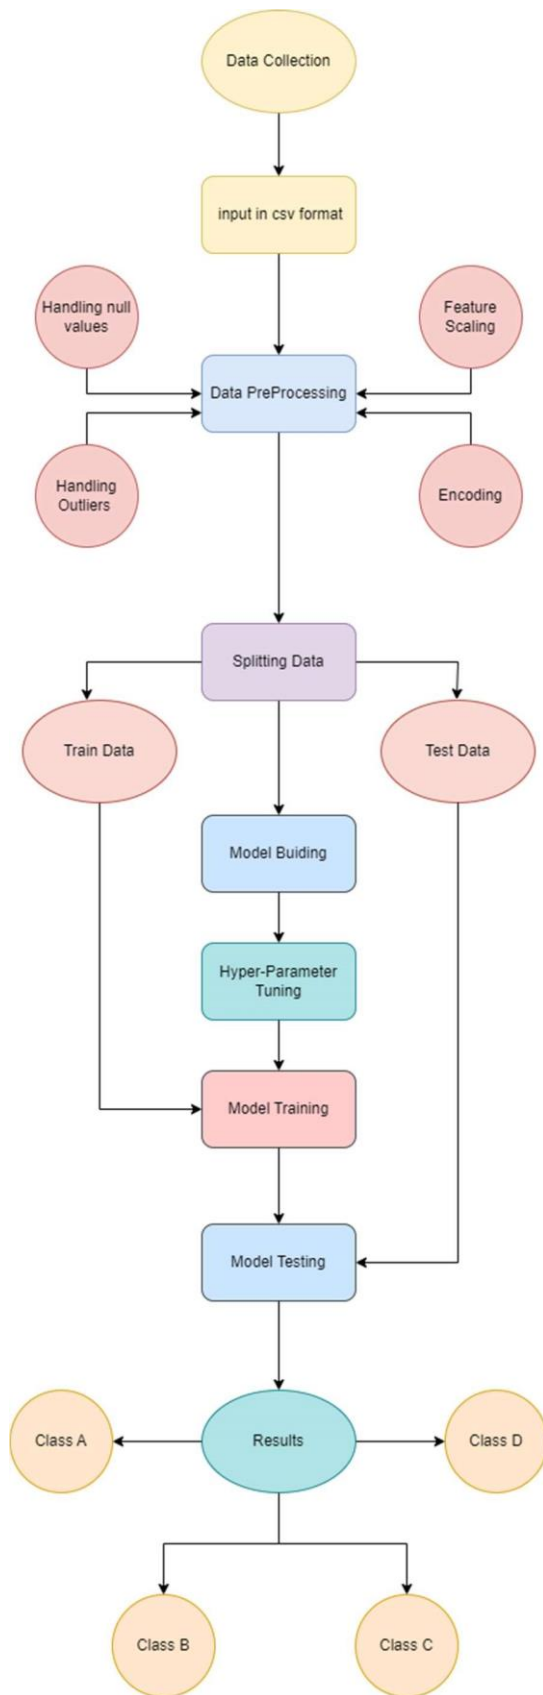 Data Collection
input in csv format
Handling null
values
Feature
Scaling
Data PreProcessing
Handling
Outliers
Encoding
Splitting Data
Train Data
Test Data
Model Buiding
Hyper-Parameter
Tuning
Model Training
Model Testing
Class A
Results
Class D
Class B
Class C